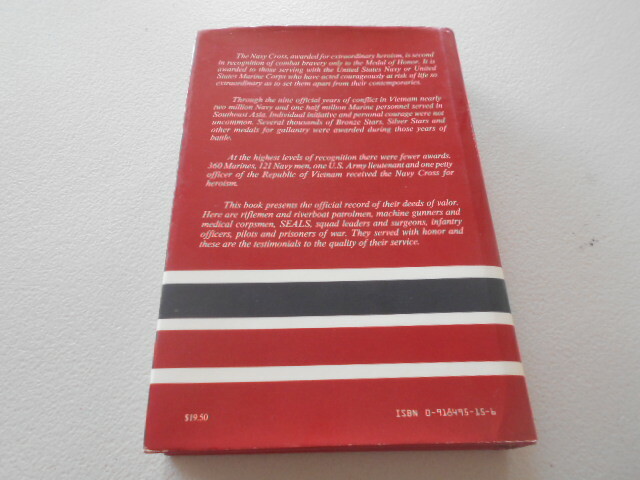 The Navy Cross, awarded for extraordinary heroism, is second
in recognition of combat bravery only to the Medal of Honor. It is
awarded to those serving with the United States Navy or United
States Marine Corps who have acted courageously at risk of life so
extraordinary as to set them apart from their contemporaries.
Through the nine official years of conflict in Vietnam nearly
two million Navy and one half million Marine personnel served in
Southeast Asia. Individual initiative and personal courage were not
uncommon. Several thousands of Bronze Stars, Silver Stars and
other medals for gallantry were awarded during those years of
battle.
At the highest levels of recognition there were fewer awards.
360 Marines, 121 Navy men, one U.S. Army lieutenant and one petty
officer of the Republic of Vietnam received the Navy Cross for
heroism.
This book presents the official record of their deeds of valor.
Here are riflemen and riverboat patrolmen, machine gunners and
medical corpsmen, SEALS, squad leaders and surgeons, infantry
officers, pilots and prisoners of war. They served with honor and
these are the testimonials to the quality of their service.
$19.50
ISBN 0-916495-15-6